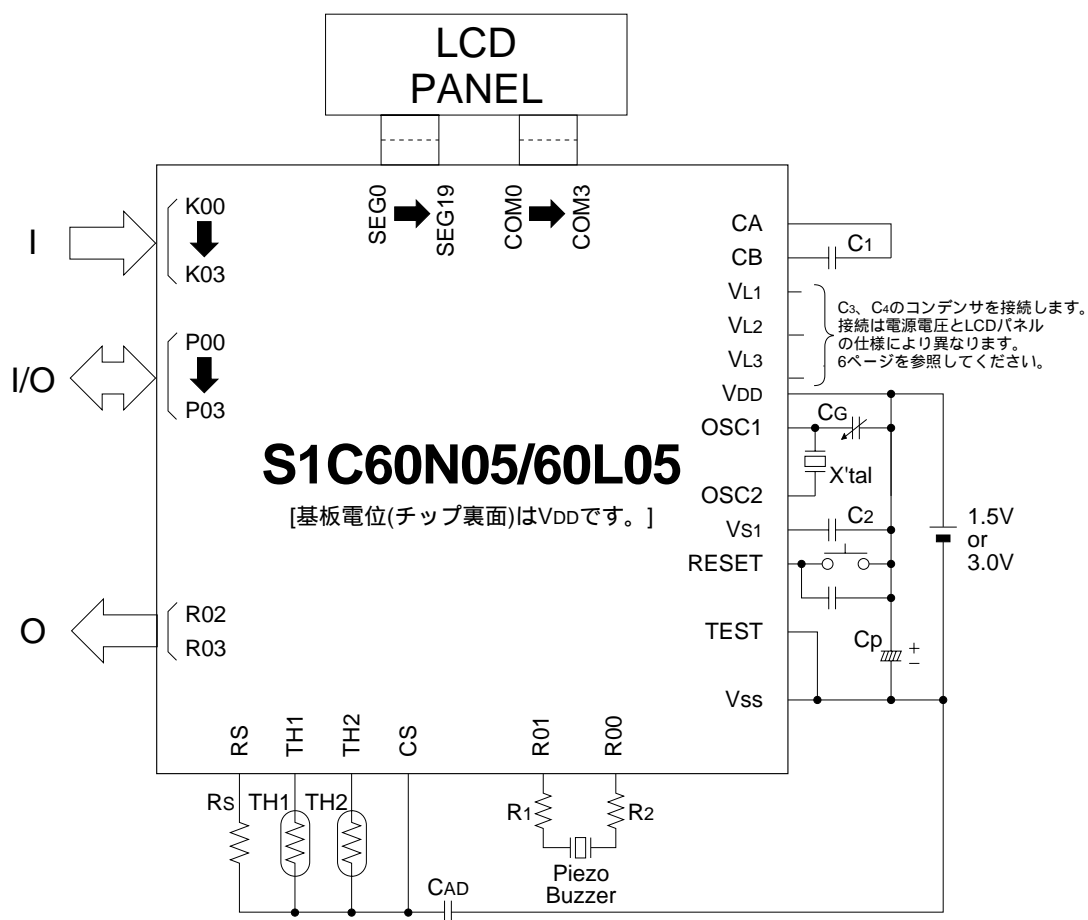 LCD
PANEL
SEG0
SEG19
COM0
COM3
I
K00
K03
I/O
P00
P03
O
R02
R03
S1C60N05/60L05
[基板電位(チップ裏面)はVDDです。]
CA
CB
C1
VL1
VL2
VL3
C3、C4のコンデンサを接続します。
接続は電源電圧とLCDパネル
の仕様により異なります。
6ページを参照してください。
VDD
OSC1
CG
X'tal
OSC2
VS1
C2
RESET
TEST
Cp
+
−
Vss
1.5V
or
3.0V
RS
TH1
TH2
CS
R01
R00
Rs
TH1
TH2
R1
R2
Piezo
Buzzer
CAD